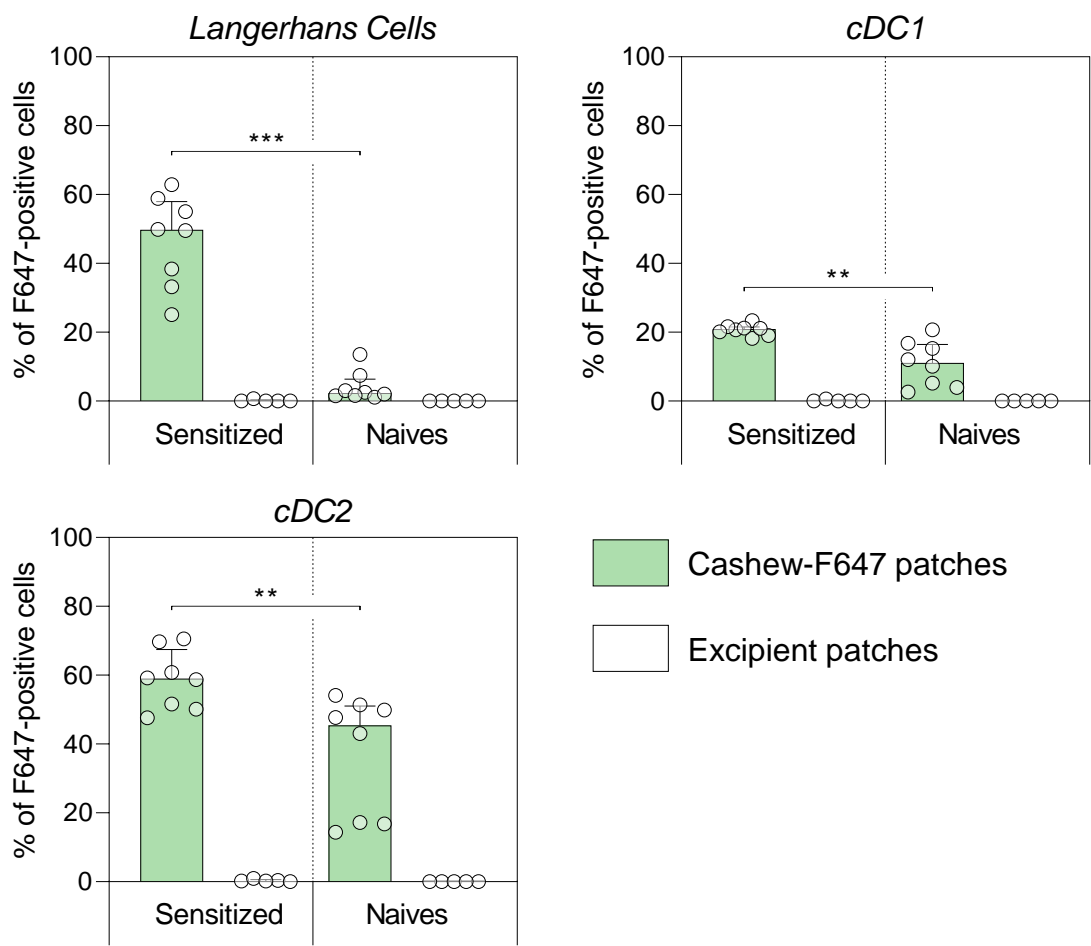 Langerhans Cells
% of F647-positive cells
100
80
60
40
20
0
***
Sensitized Naives
cDC1
% of F647-positive cells
100
80
60
40
20
0
**
Sensitized Naives
cDC2
% of F647-positive cells
100
80
60
40
20
0
**
Sensitized Naives
Cashew-F647 patches
Excipient patches